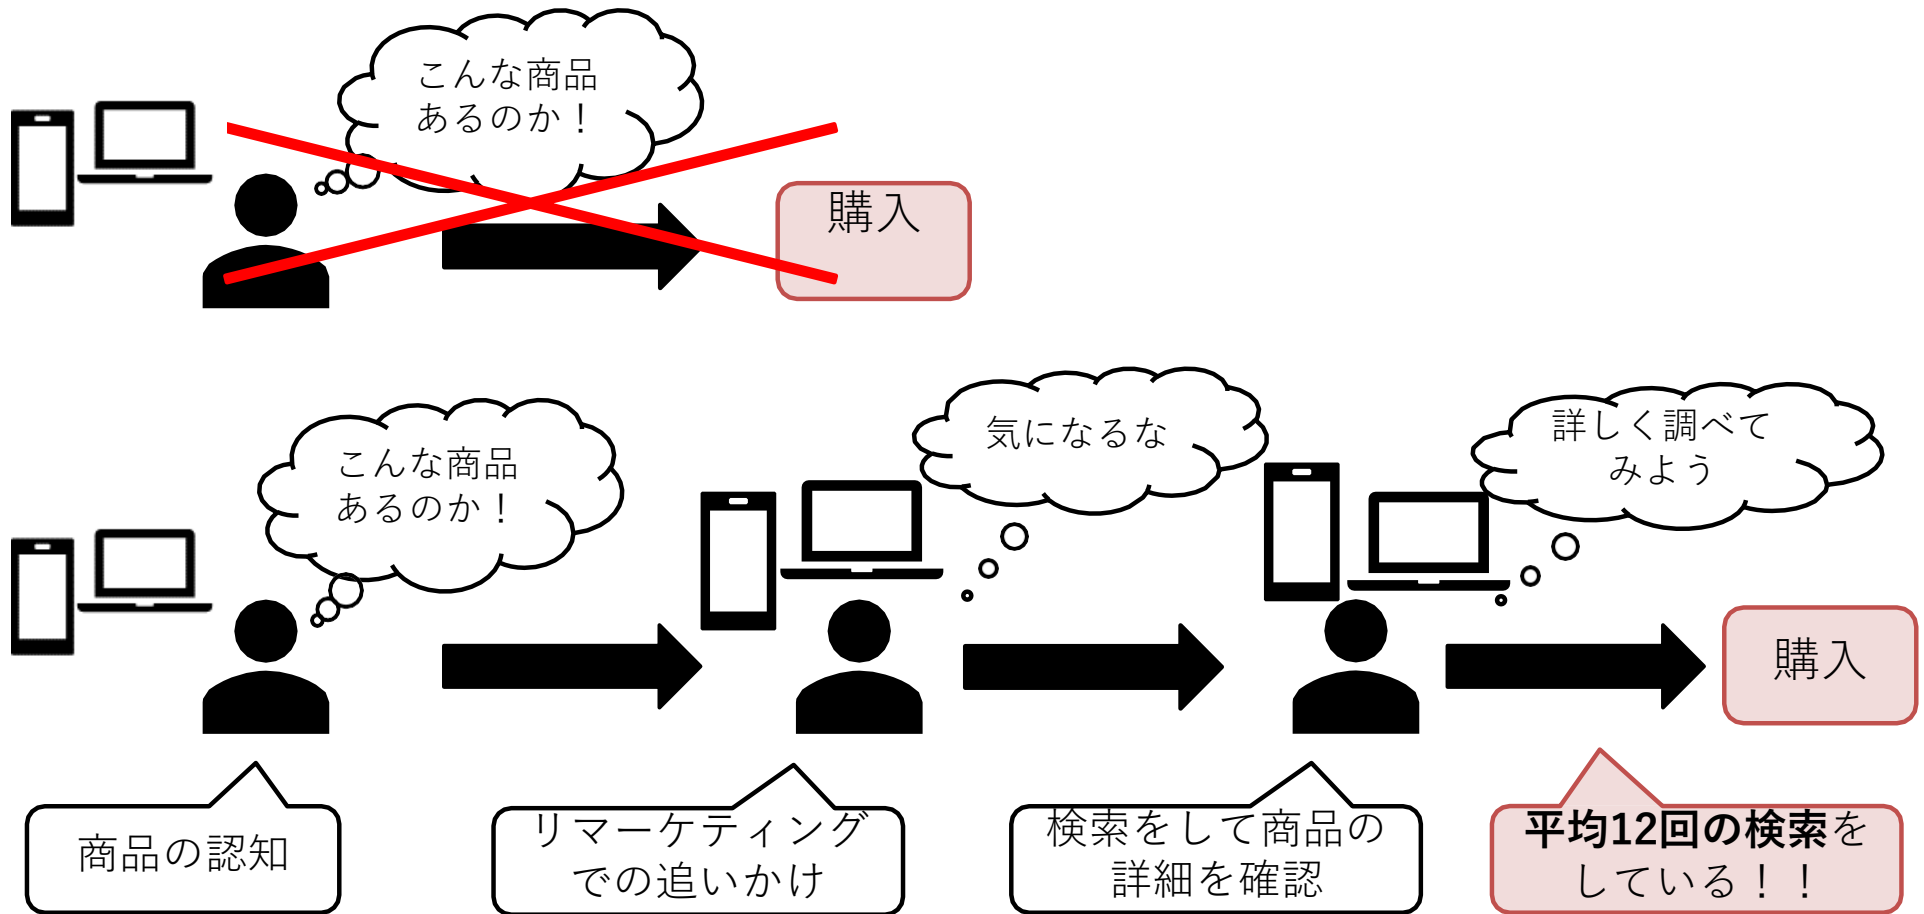 こんな商品
あるのか！
購入
こんな商品
あるのか！
気になるな
詳しく調べて
みよう
購入
商品の認知
リマーケティング
での追いかけ
検索をして商品の
詳細を確認
平均12回の検索を
している！！